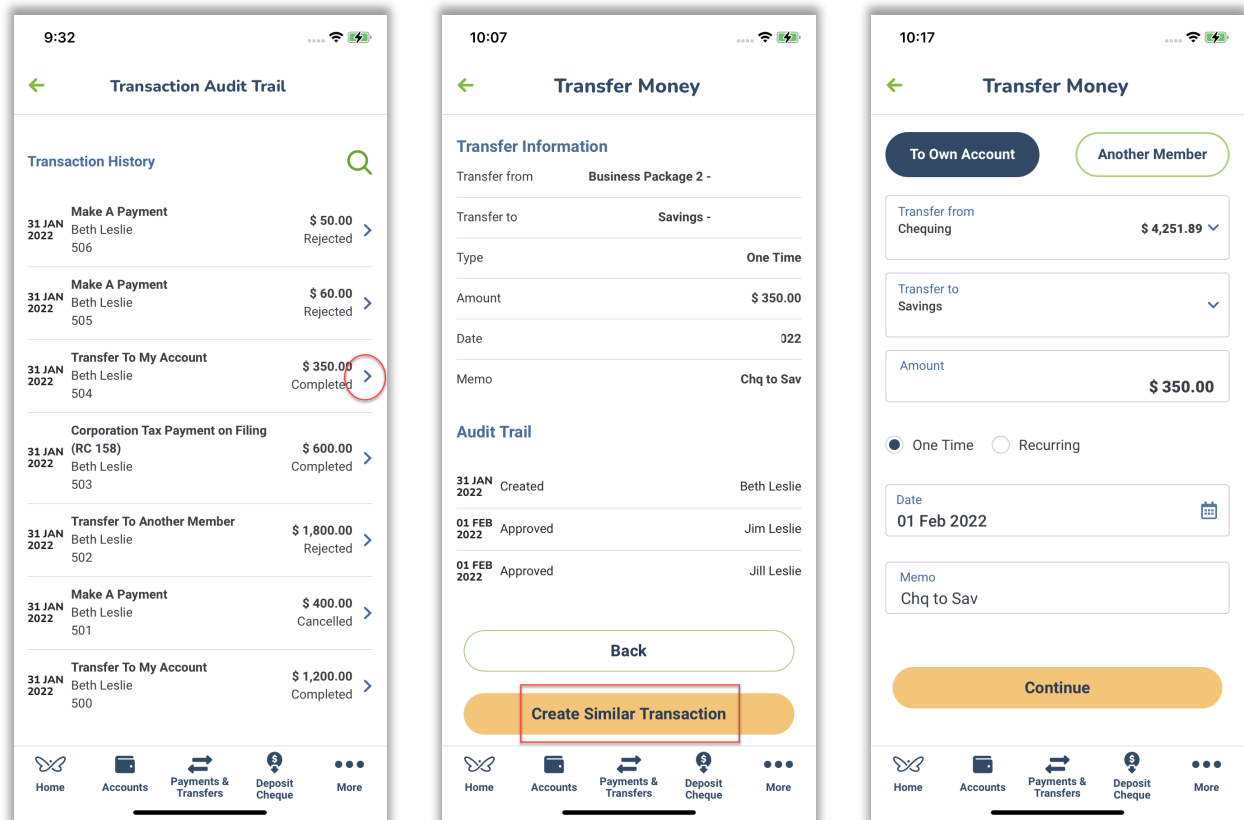 9:32
Transaction Audit Trail
Transaction History
Make A Payment
31 JAN 2022
Beth Leslie
506
$ 50.00
Rejected
Make A Payment
31 JAN 2022
Beth Leslie
505
$ 60.00
Rejected
Transfer To My Account
31 JAN 2022
Beth Leslie
504
$ 350.00
Completed
Corporation Tax Payment on Filing
(RC 158)
31 JAN 2022
Beth Leslie
503
$ 600.00
Completed
Transfer To Another Member
31 JAN 2022
Beth Leslie
502
$ 1,800.00
Rejected
Make A Payment
31 JAN 2022
Beth Leslie
501
$ 400.00
Cancelled
Transfer To My Account
31 JAN 2022
Beth Leslie
500
$ 1,200.00
Completed
Home
Accounts
Payments &
Transfers
Deposit
Cheque
More
10:07
Transfer Money
Transfer Information
Transfer from Business Package 2 -
Transfer to Savings -
Type One Time
Amount $ 350.00
Date 022
Memo Chq to Sav
Audit Trail
31 JAN 2022 Created Beth Leslie
01 FEB 2022 Approved Jim Leslie
01 FEB 2022 Approved Jill Leslie
Back
Create Similar Transaction
Home
Accounts
Payments &
Transfers
Deposit
Cheque
More
10:17
Transfer Money
To Own Account
Another Member
Transfer from
Chequing $ 4,251.89
Transfer to
Savings
Amount
$ 350.00
One Time Recurring
Date
01 Feb 2022
Memo
Chq to Sav
Continue
Home
Accounts
Payments &
Transfers
Deposit
Cheque
More